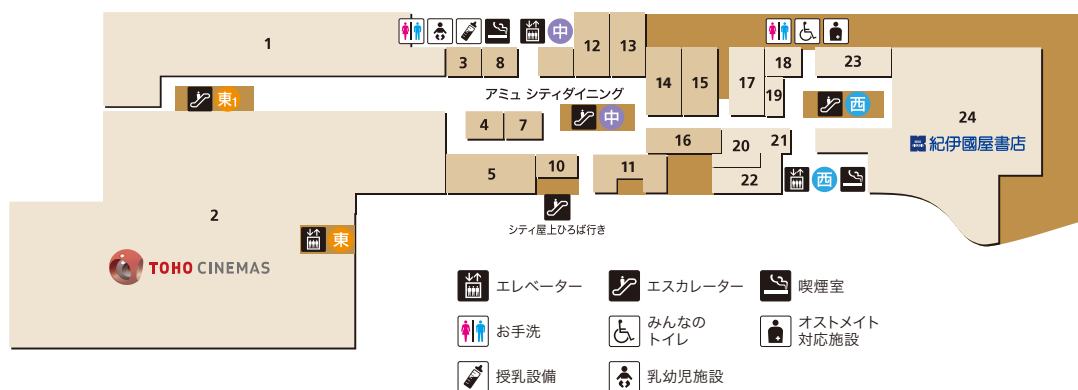 1
12
13
中
3
8
14
15
17
18
23
19
東1
アミュ シティダイニング
中
西
24
紀伊國屋書店
4
7
16
20
21
5
10
11
22
西
2
東
シティ屋上ひろば行き
TOHO CINEMAS
エレベーター
エスカレーター
喫煙室
お手洗
みんなの
トイレ
オストメイト
対応施設
授乳設備
乳幼児施設